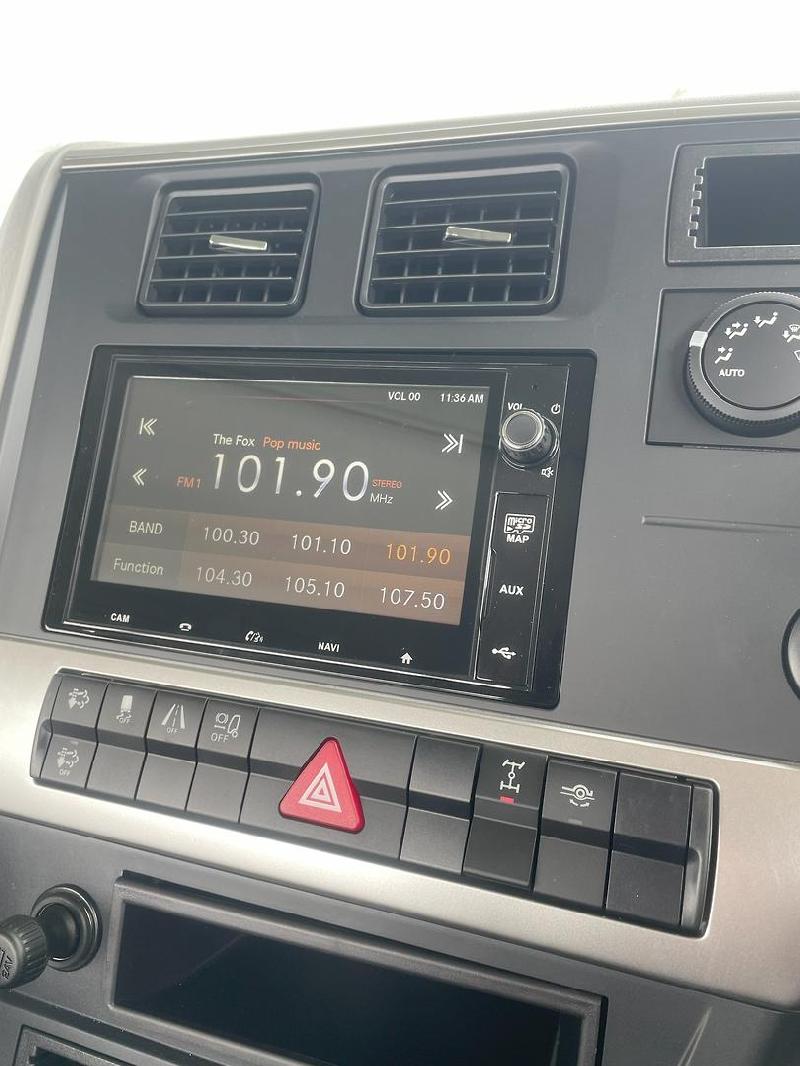 VCL 00 11:36 AM
The Fox Pop music
FM1 101.90 STEREO
MHz
BAND 100.30 101.10 101.90
Function 104.30 105.10 107.50
CAM NAVI
VOL
micro
SD
MAP
AUX
AUTO
OFF
OFF
OFF
OFF